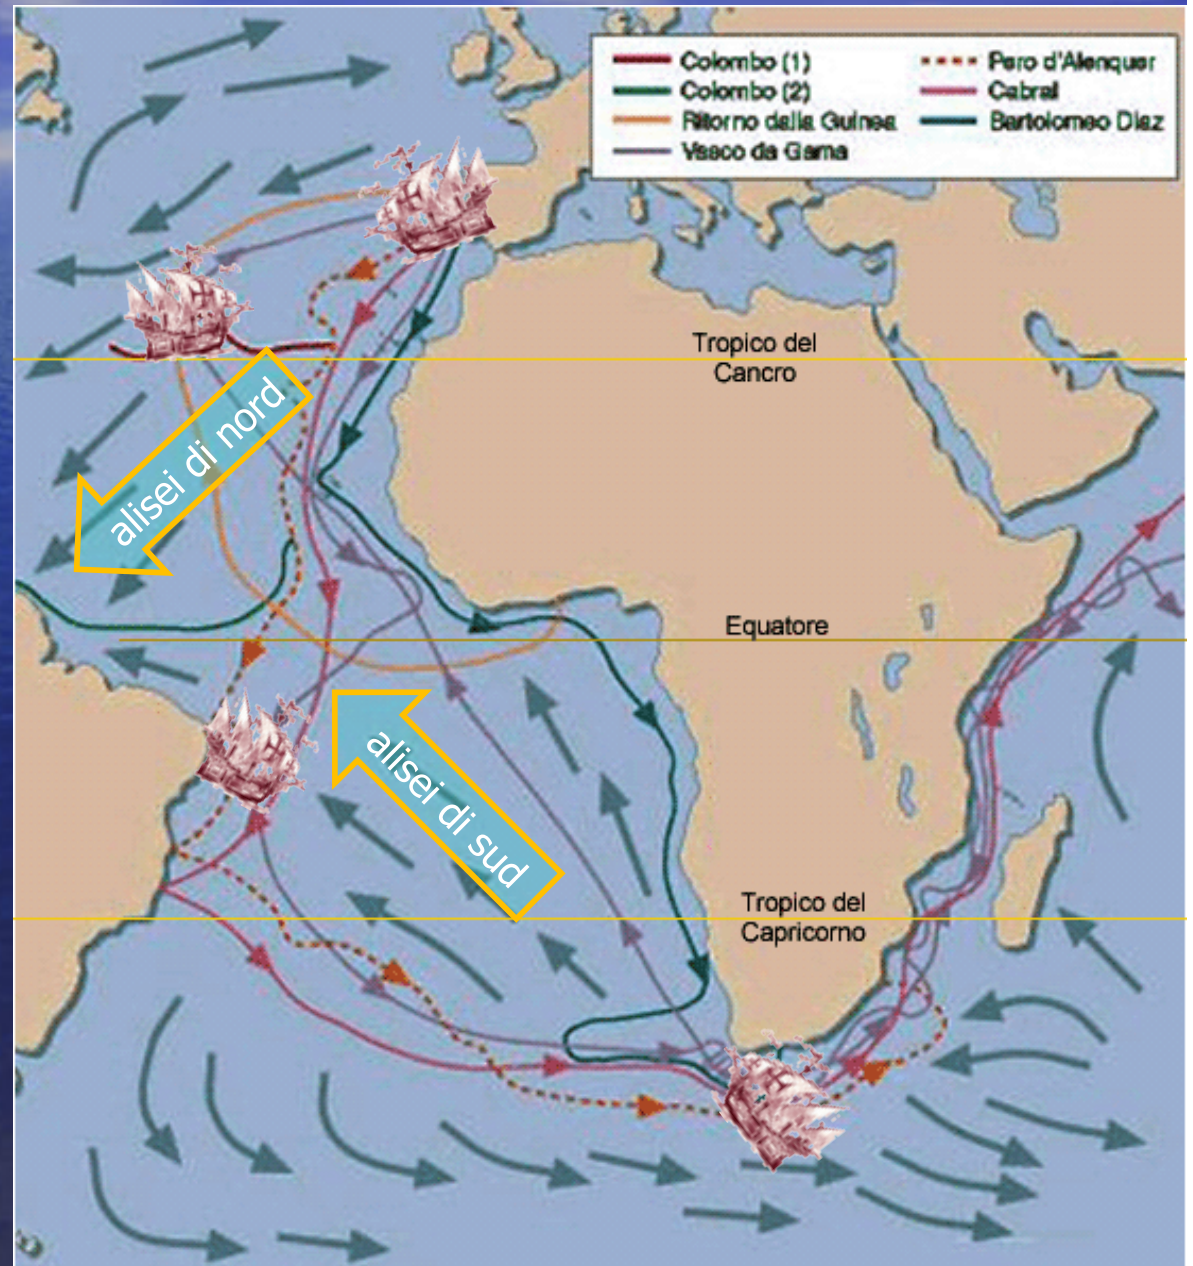 Colombo (1)
Colombo (2)
Ritorno dalla Guinea
Vasco da Gama
Pero d'Alenquer
Cabral
Bartolomeo Diaz
Tropico del
Cancro
alisei di nord
Equatore
alisei di sud
Tropico del
Capricorno